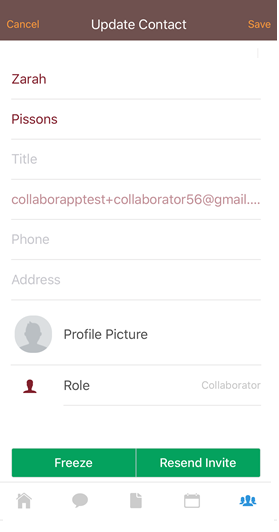 Cancel Update Contact Save
Zarah
Pissons
Title
collaborapptest+collaborator56@gmail....
Phone
Address
Profile Picture
Role Collaborator
Freeze Resend Invite